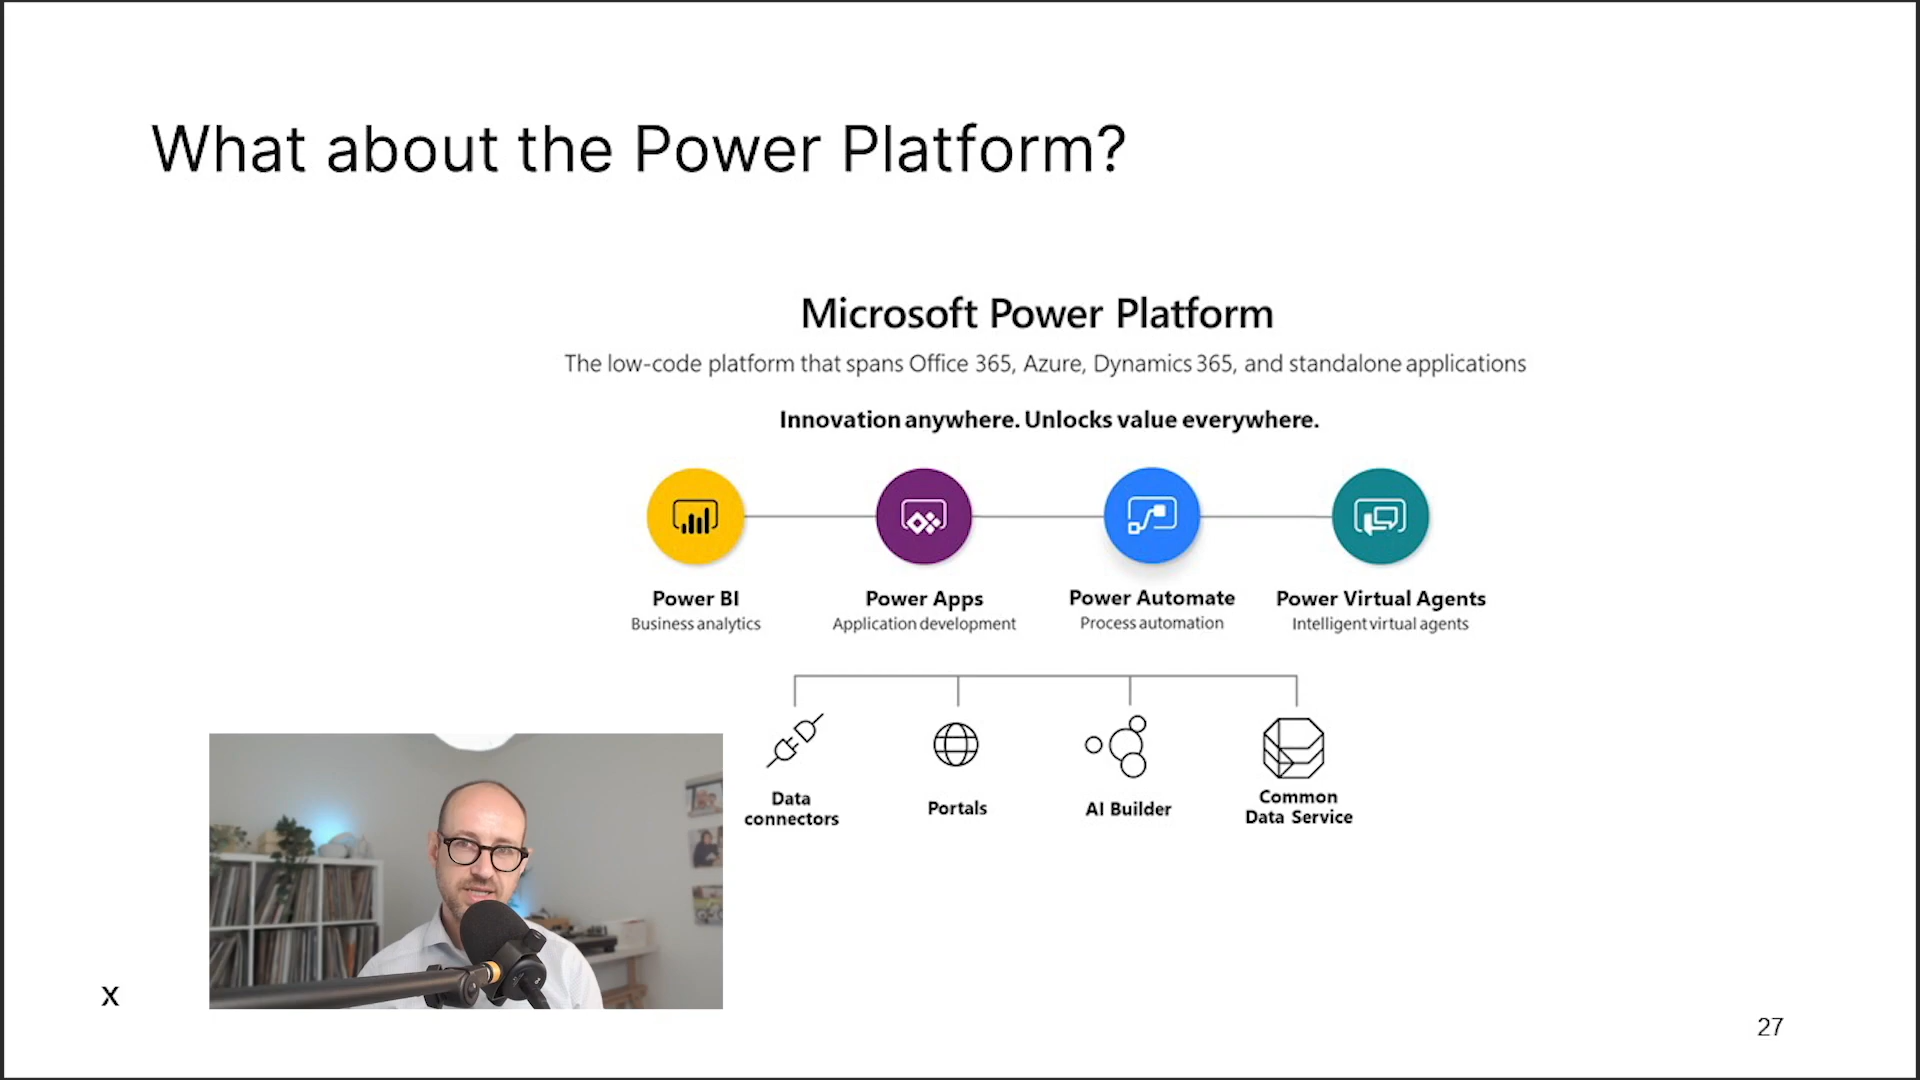 What about the Power Platform?
Microsoft Power Platform
The low-code platform that spans Office 365, Azure, Dynamics 365, and standalone applications
Innovation anywhere. Unlocks value everywhere.
Power BI
Business analytics
Power Apps
Application development
Power Automate
Process automation
Power Virtual Agents
Intelligent virtual agents
Data
connectors
Portals
AI Builder
Common
Data Service
X
27